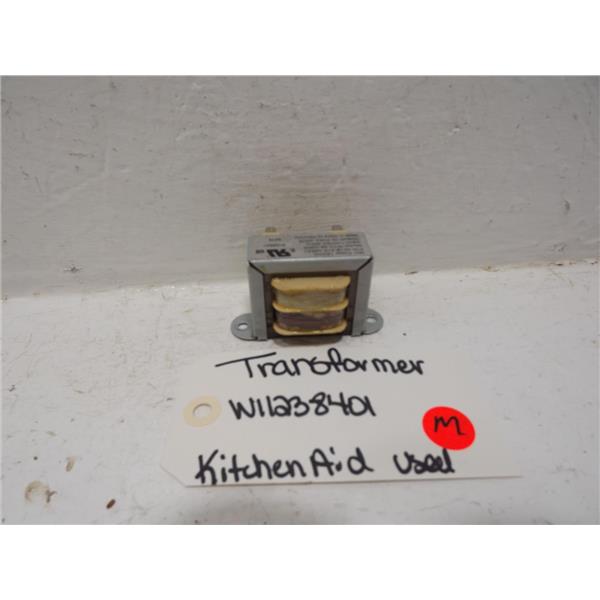 Transformer
W11238401
M
KitchenAid used